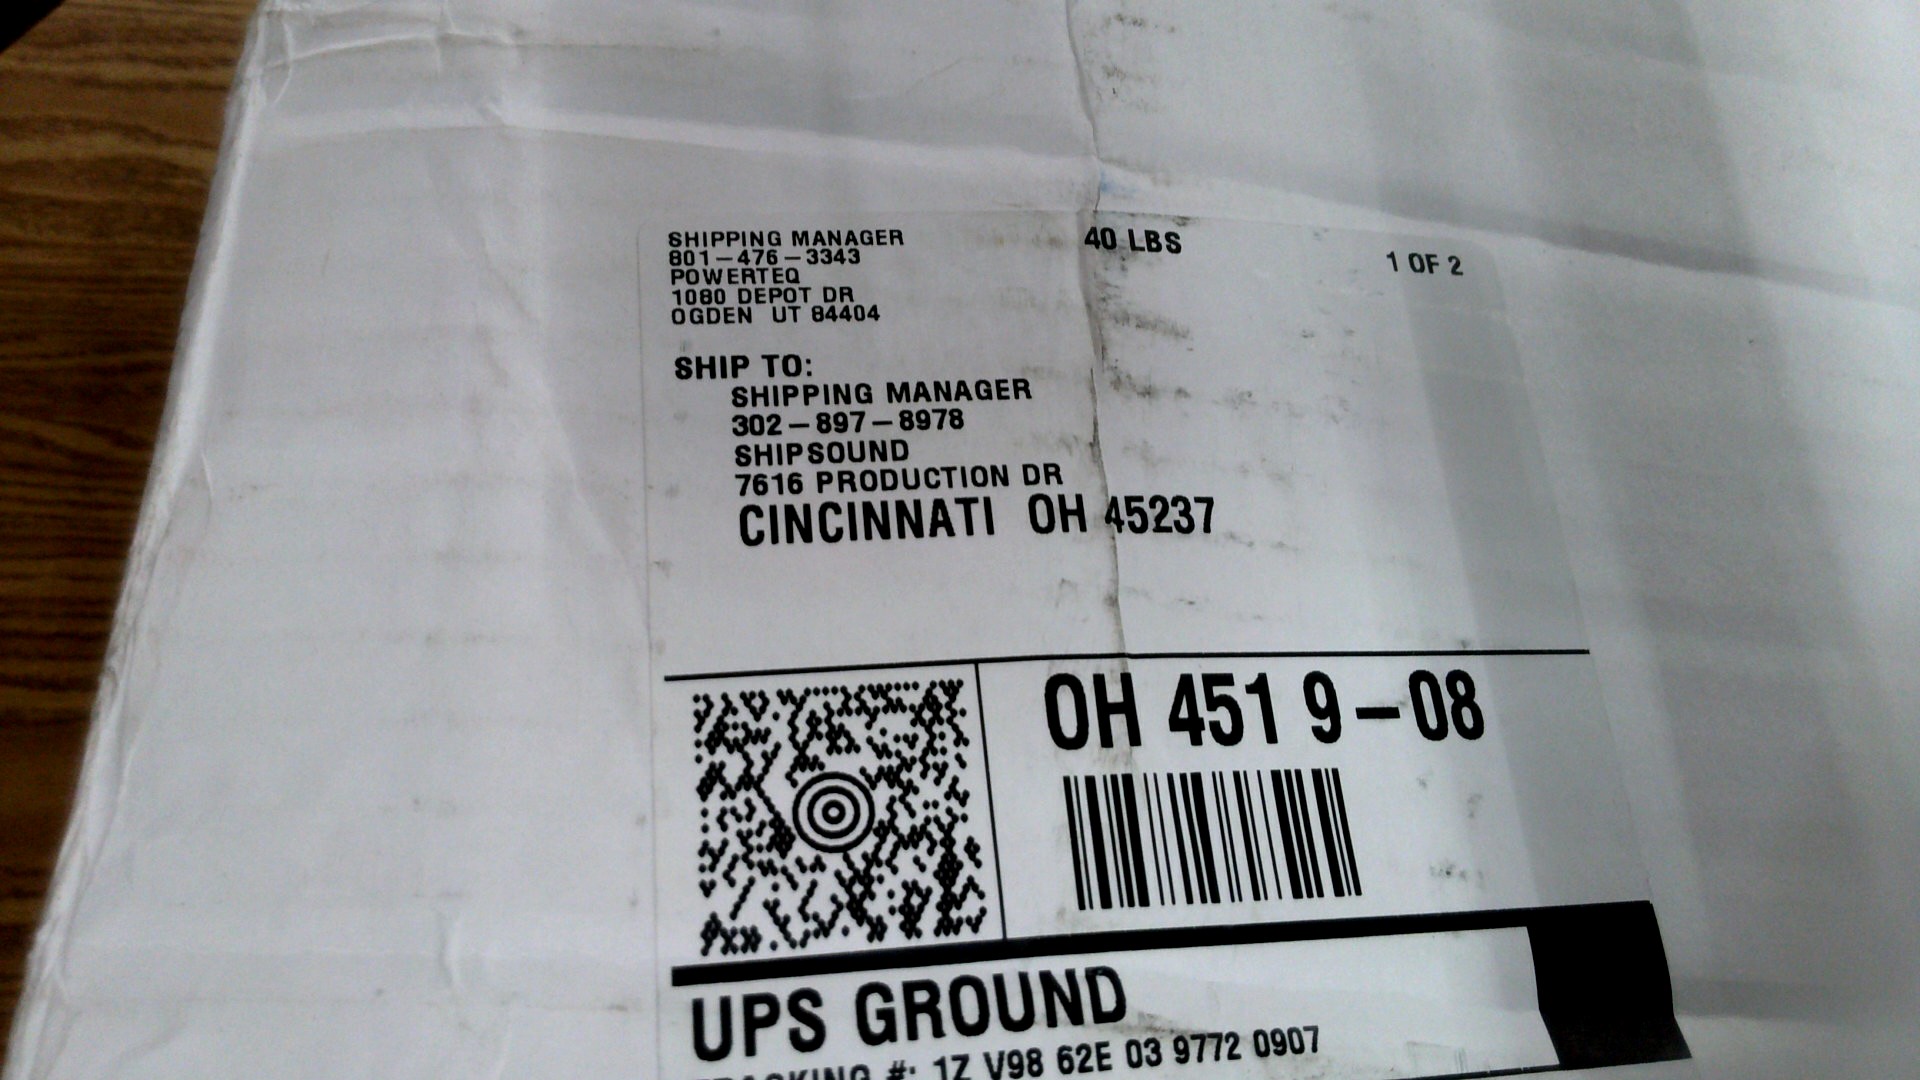 SHIPPING MANAGER
801-476-3343
POWERTEQ
1080 DEPOT DR
OGDEN UT 84404
40 LBS
1 OF 2
SHIP TO:
SHIPPING MANAGER
302-897-8978
SHIPSOUND
7616 PRODUCTION DR
CINCINNATI OH 45237
OH 451 9-08
UPS GROUND
TRACKING #: 1Z V98 62E 03 9772 0907